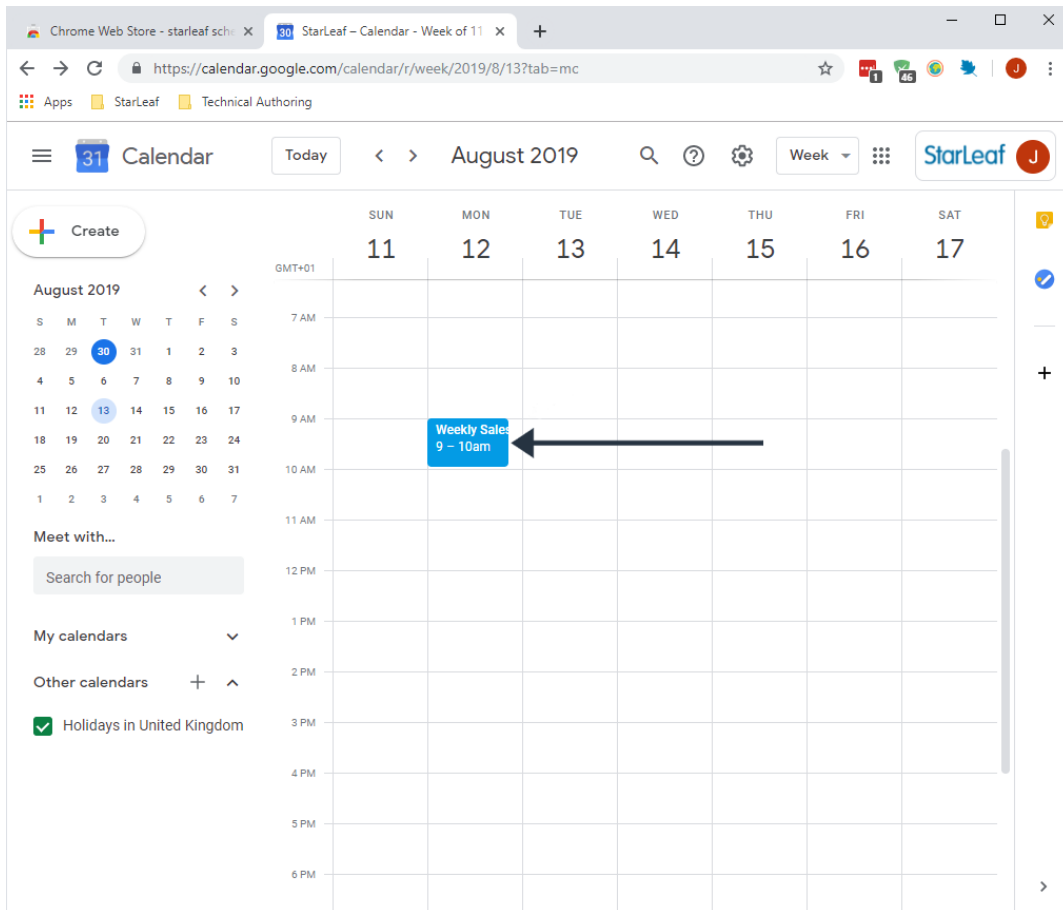 Chrome Web Store - starleaf sche
30 StarLeaf – Calendar - Week of 11
https://calendar.google.com/calendar/r/week/2019/8/13?tab=mc
1
46
J
Apps StarLeaf Technical Authoring
31 Calendar Today August 2019 Week StarLeaf J
Create
SUN MON TUE WED THU FRI SAT
11 12 13 14 15 16 17
GMT+01
August 2019
S M T W T F S
28 29 30 31 1 2 3
4 5 6 7 8 9 10
11 12 13 14 15 16 17
18 19 20 21 22 23 24
25 26 27 28 29 30 31
1 2 3 4 5 6 7
Meet with...
Search for people
My calendars
Other calendars
Holidays in United Kingdom
7 AM
8 AM
9 AM
Weekly Sales
9 – 10am
10 AM
11 AM
12 PM
1 PM
2 PM
3 PM
4 PM
5 PM
6 PM